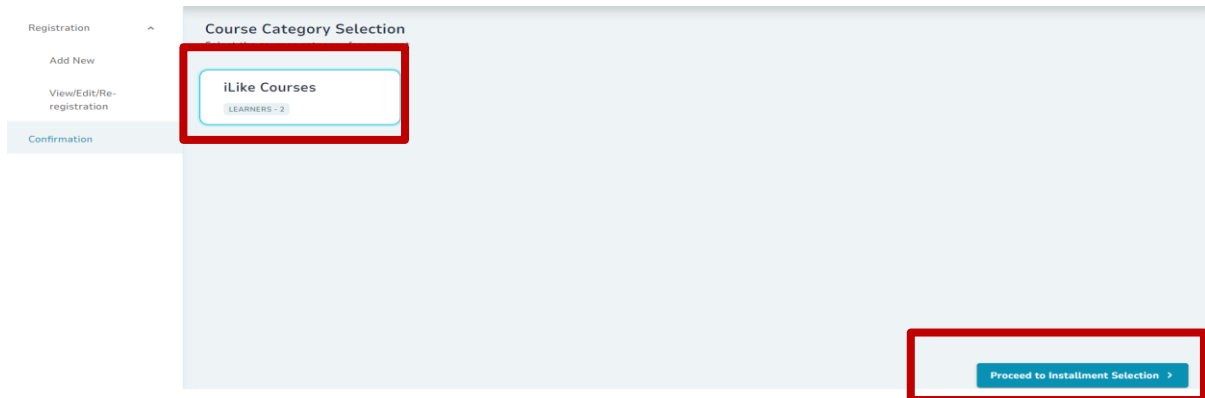 Registration
Add New
View/Edit/Re-
registration
Confirmation
Course Category Selection
iLike Courses
LEARNERS - 2
Proceed to Installment Selection >